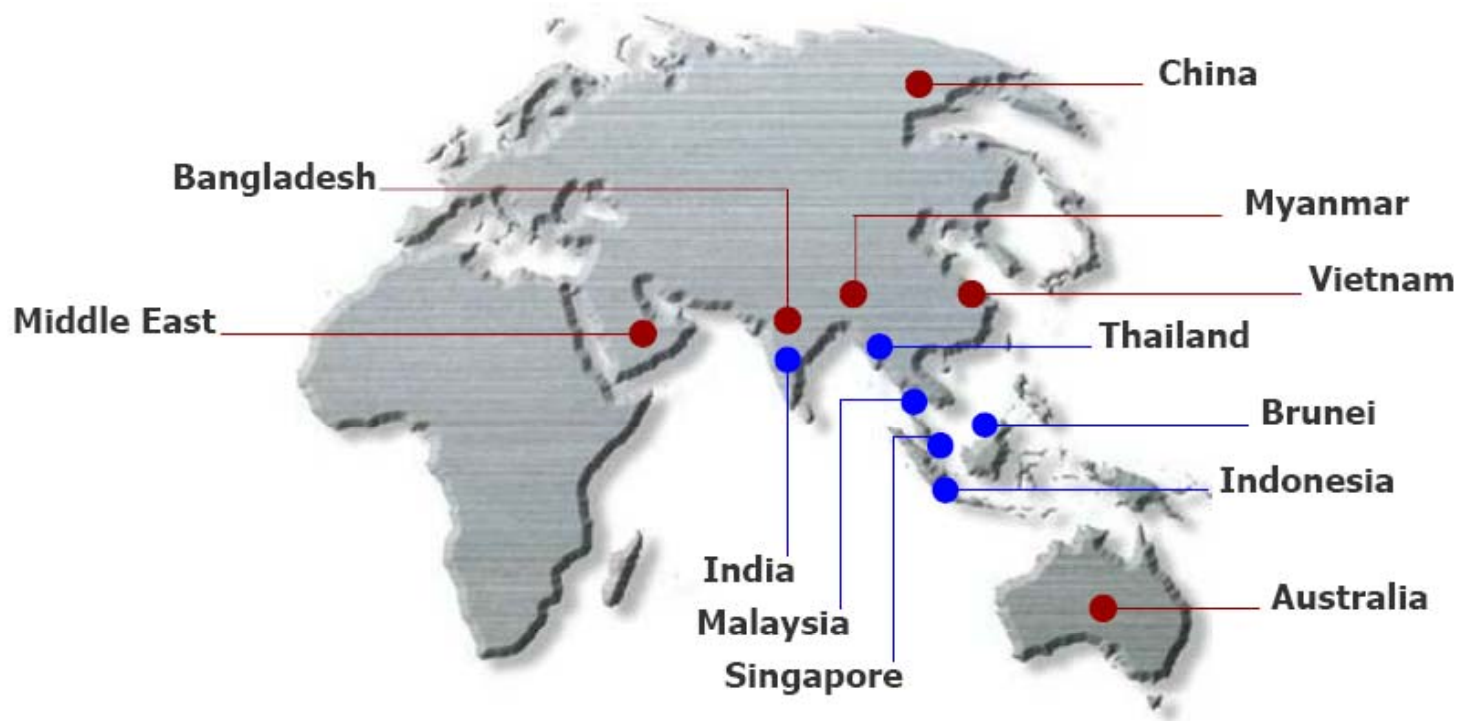 China
Bangladesh
Myanmar
Vietnam
Middle East
Thailand
Brunei
Indonesia
India
Australia
Malaysia
Singapore